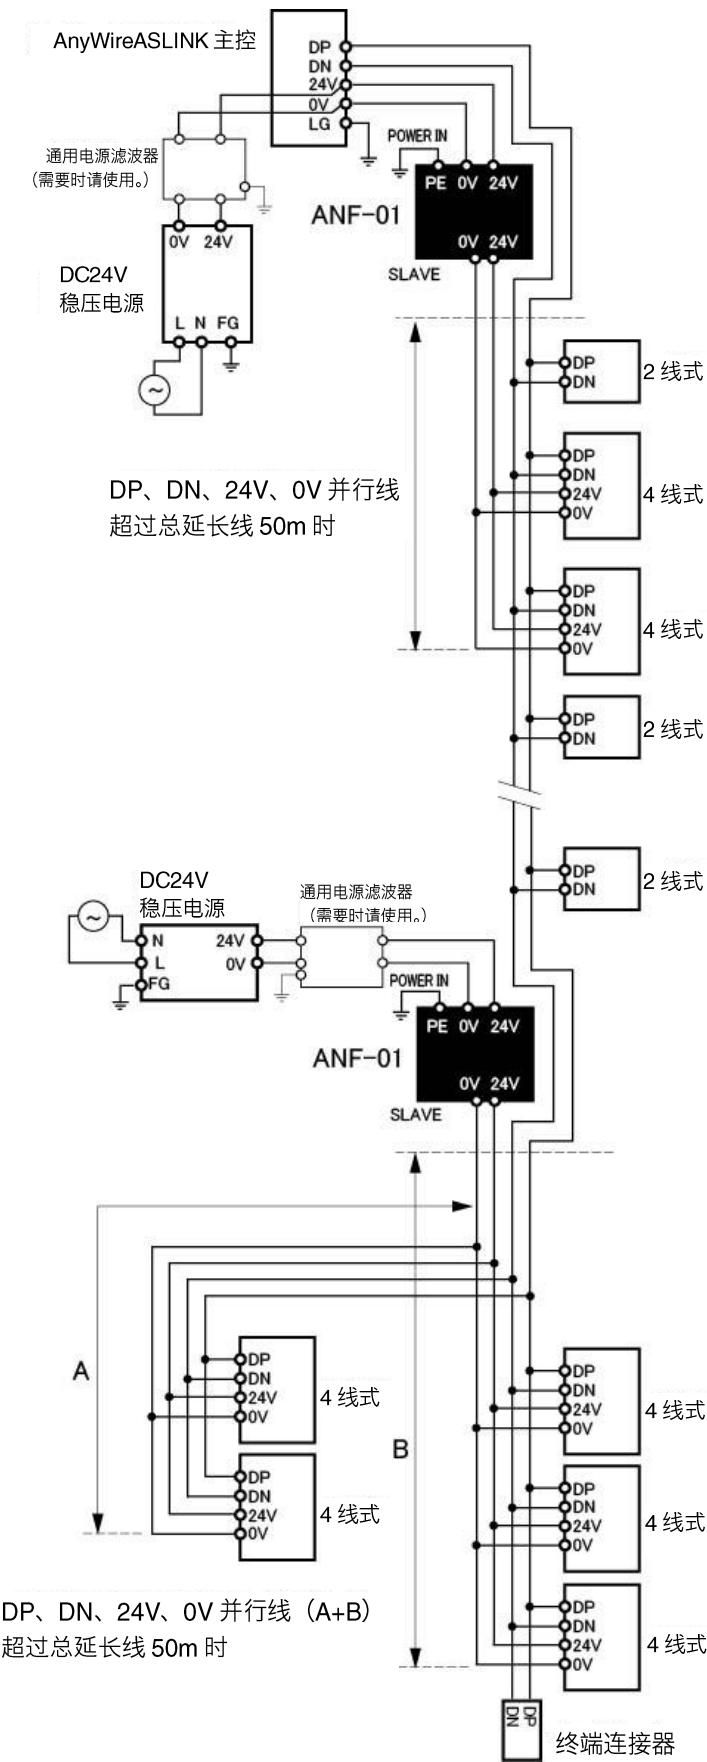 AnyWireASLINK 主控
DP
DN
24V
0V
LG
通用电源滤波器
（需要时请使用。）
POWER IN
PE 0V 24V
ANF-01
0V 24V
SLAVE
0V 24V
DC24V
稳压电源
L N FG
DP
DN
2 线式
DP
DN
24V
0V
4 线式
DP、DN、24V、0V 并行线
超过总延长线 50m 时
DP
DN
24V
0V
4 线式
DP
DN
2 线式
DP
DN
2 线式
DC24V
稳压电源
N
L
FG
24V
0V
通用电源滤波器
（需要时请使用。）
POWER IN
PE 0V 24V
ANF-01
0V 24V
SLAVE
A
B
DP
DN
24V
0V
4 线式
DP
DN
24V
0V
4 线式
DP
DN
24V
0V
4 线式
DP
DN
24V
0V
4 线式
DP
DN
24V
0V
4 线式
DP、DN、24V、0V 并行线（A+B）
超过总延长线 50m 时
DN
DP
终端连接器